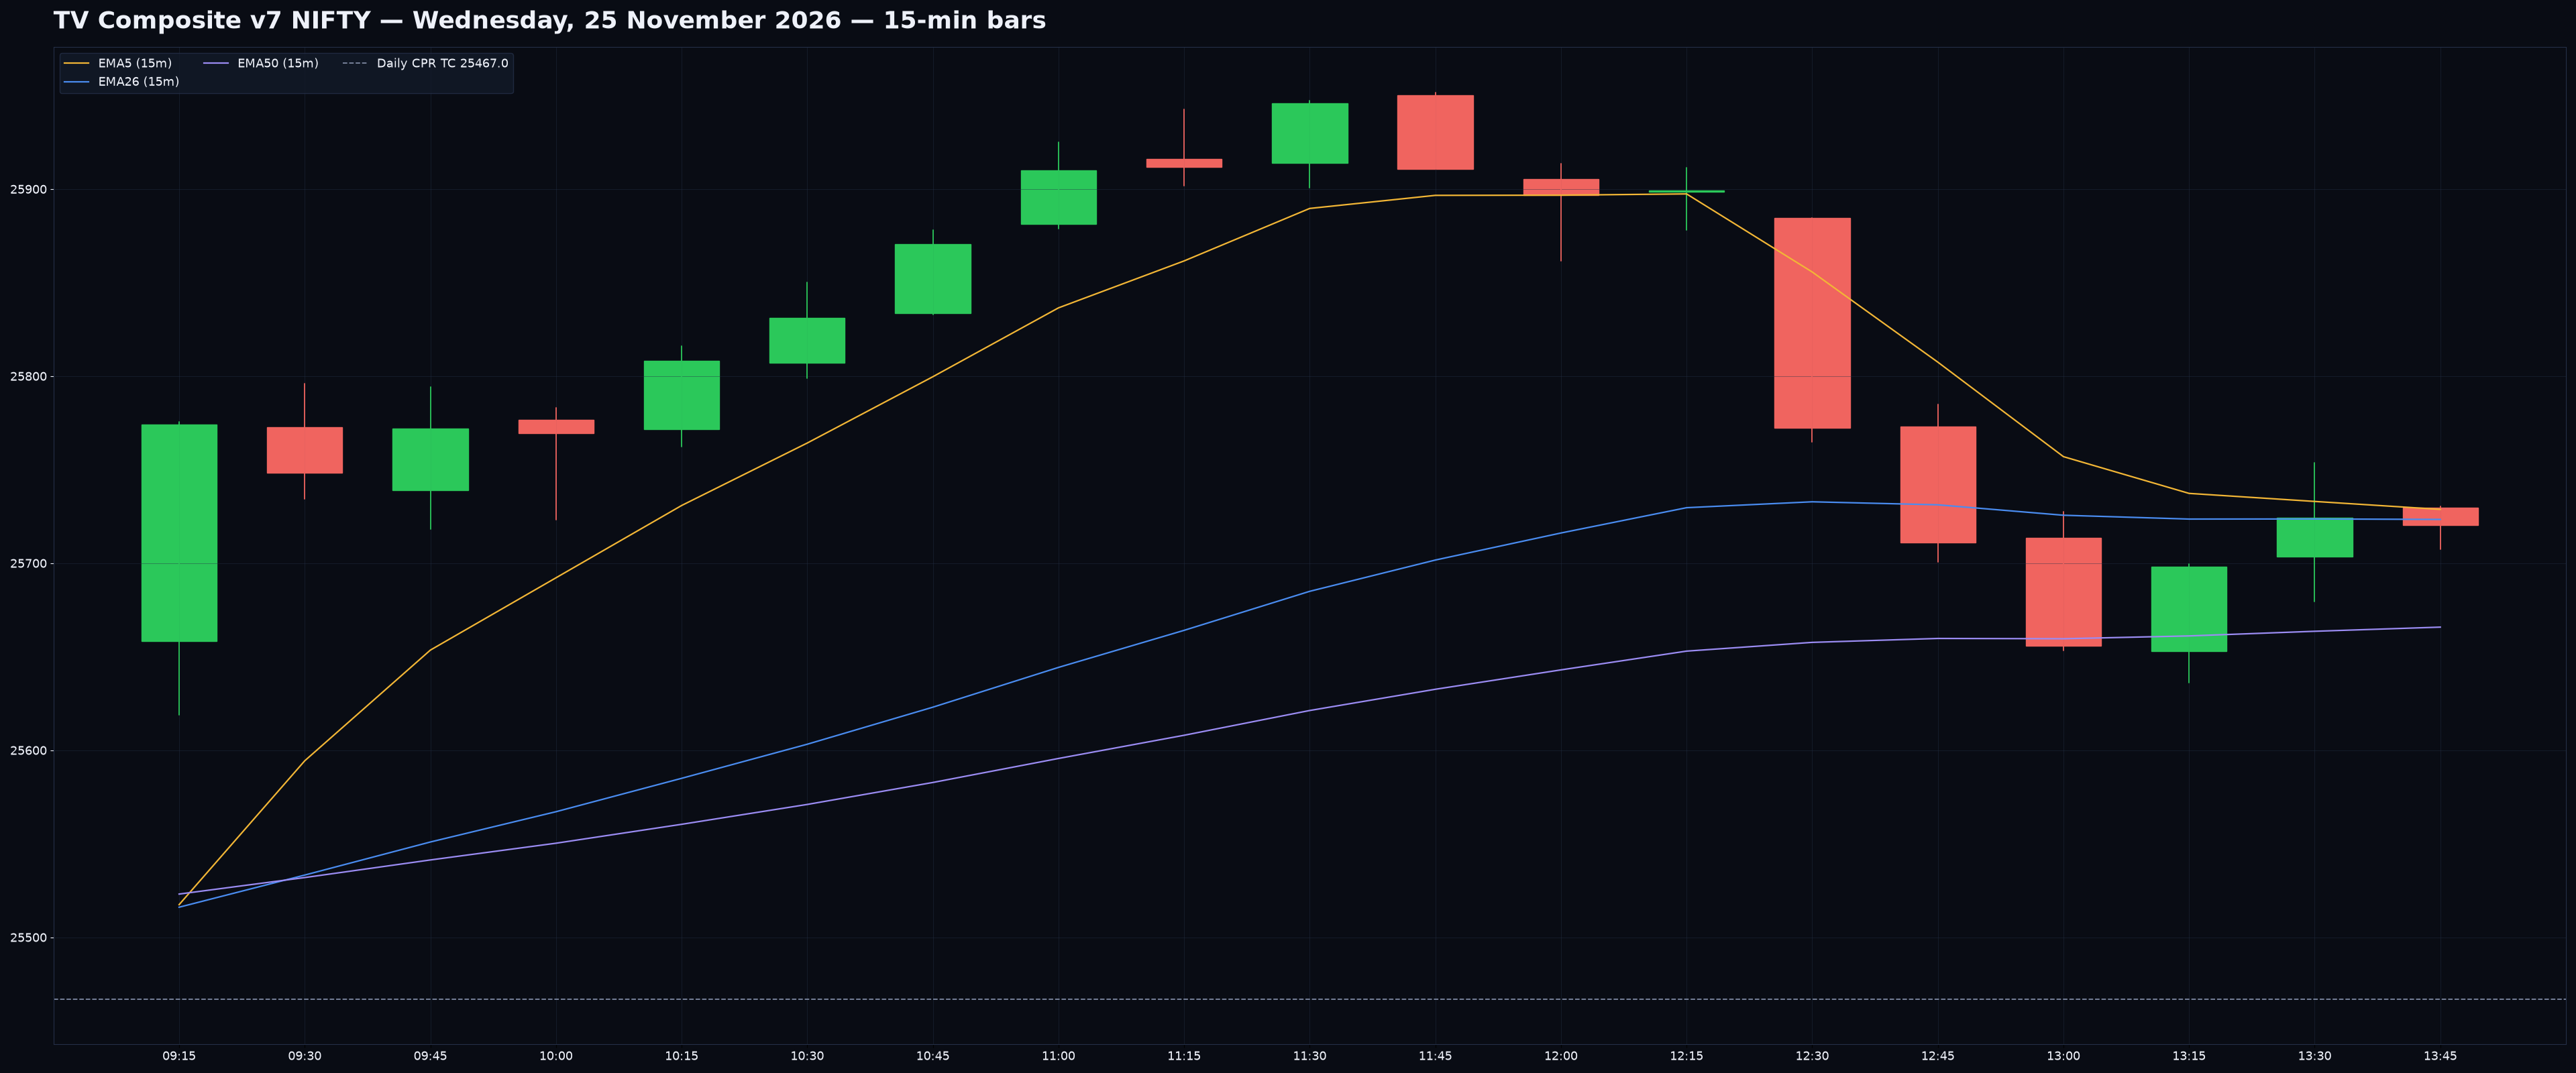 TV Composite v7 NIFTY — Wednesday, 25 November 2026 — 15-min bars
EMA5 (15m) EMA50 (15m) Daily CPR TC 25467.0
EMA26 (15m)
25900
25800
25700
25600
25500
09:15 09:30 09:45 10:00 10:15 10:30 10:45 11:00 11:15 11:30 11:45 12:00 12:15 12:30 12:45 13:00 13:15 13:30 13:45